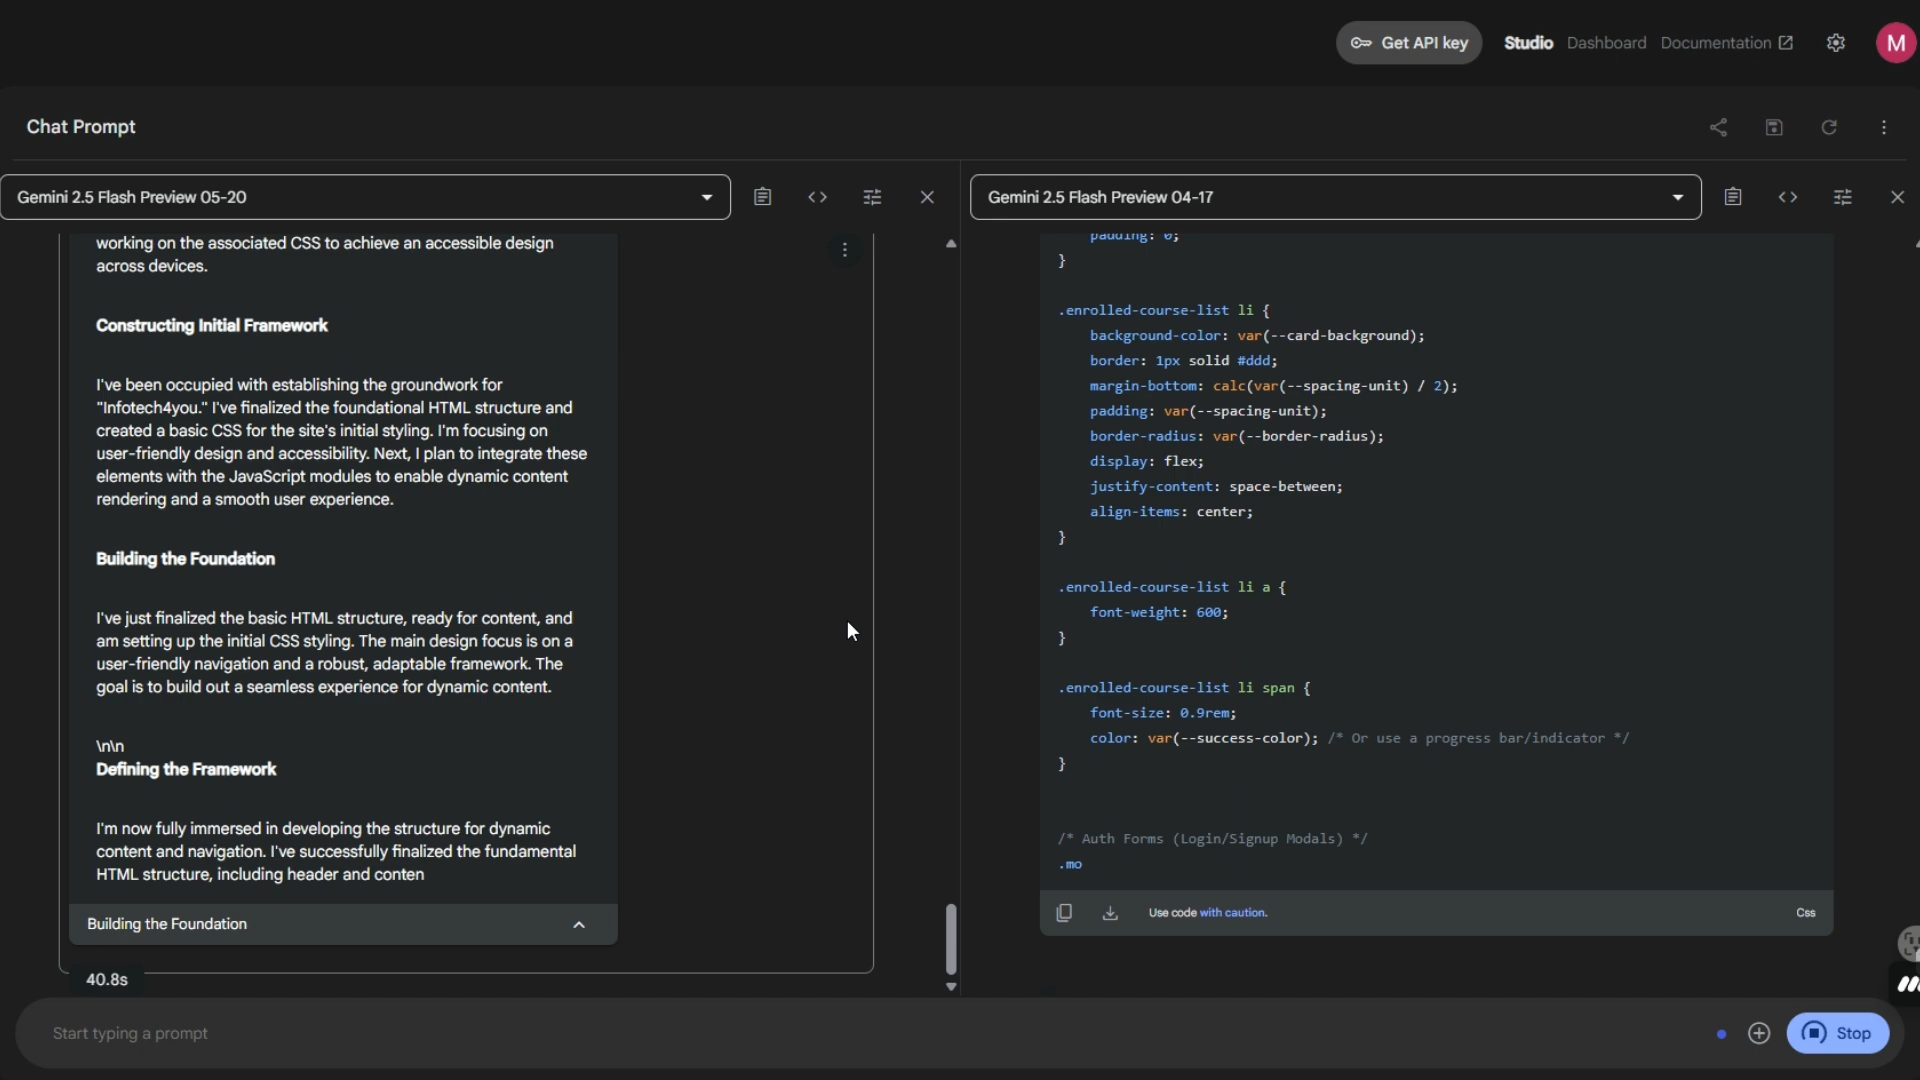 Get API key
Studio
Dashboard
Documentation
M
Chat Prompt
Gemini 2.5 Flash Preview 05-20
working on the associated CSS to achieve an accessible design
across devices.
Constructing Initial Framework
I've been occupied with establishing the groundwork for
"Infotech4you." I've finalized the foundational HTML structure and
created a basic CSS for the site's initial styling. I'm focusing on
user-friendly design and accessibility. Next, I plan to integrate these
elements with the JavaScript modules to enable dynamic content
rendering and a smooth user experience.
Building the Foundation
I've just finalized the basic HTML structure, ready for content, and
am setting up the initial CSS styling. The main design focus is on a
user-friendly navigation and a robust, adaptable framework. The
goal is to build out a seamless experience for dynamic content.
\n\n
Defining the Framework
I'm now fully immersed in developing the structure for dynamic
content and navigation. I've successfully finalized the fundamental
HTML structure, including header and conten
Building the Foundation
40.8s
Gemini 2.5 Flash Preview 04-17
padding: 0;
}
.enrolled-course-list li {
background-color: var(--card-background);
border: 1px solid #ddd;
margin-bottom: calc(var(--spacing-unit) / 2);
padding: var(--spacing-unit);
border-radius: var(--border-radius);
display: flex;
justify-content: space-between;
align-items: center;
}
.enrolled-course-list li a {
font-weight: 600;
}
.enrolled-course-list li span {
font-size: 0.9rem;
color: var(--success-color); /* Or use a progress bar/indicator */
}
/* Auth Forms (Login/Signup Modals) */
.mo
Use code with caution.
Css
Start typing a prompt
Stop